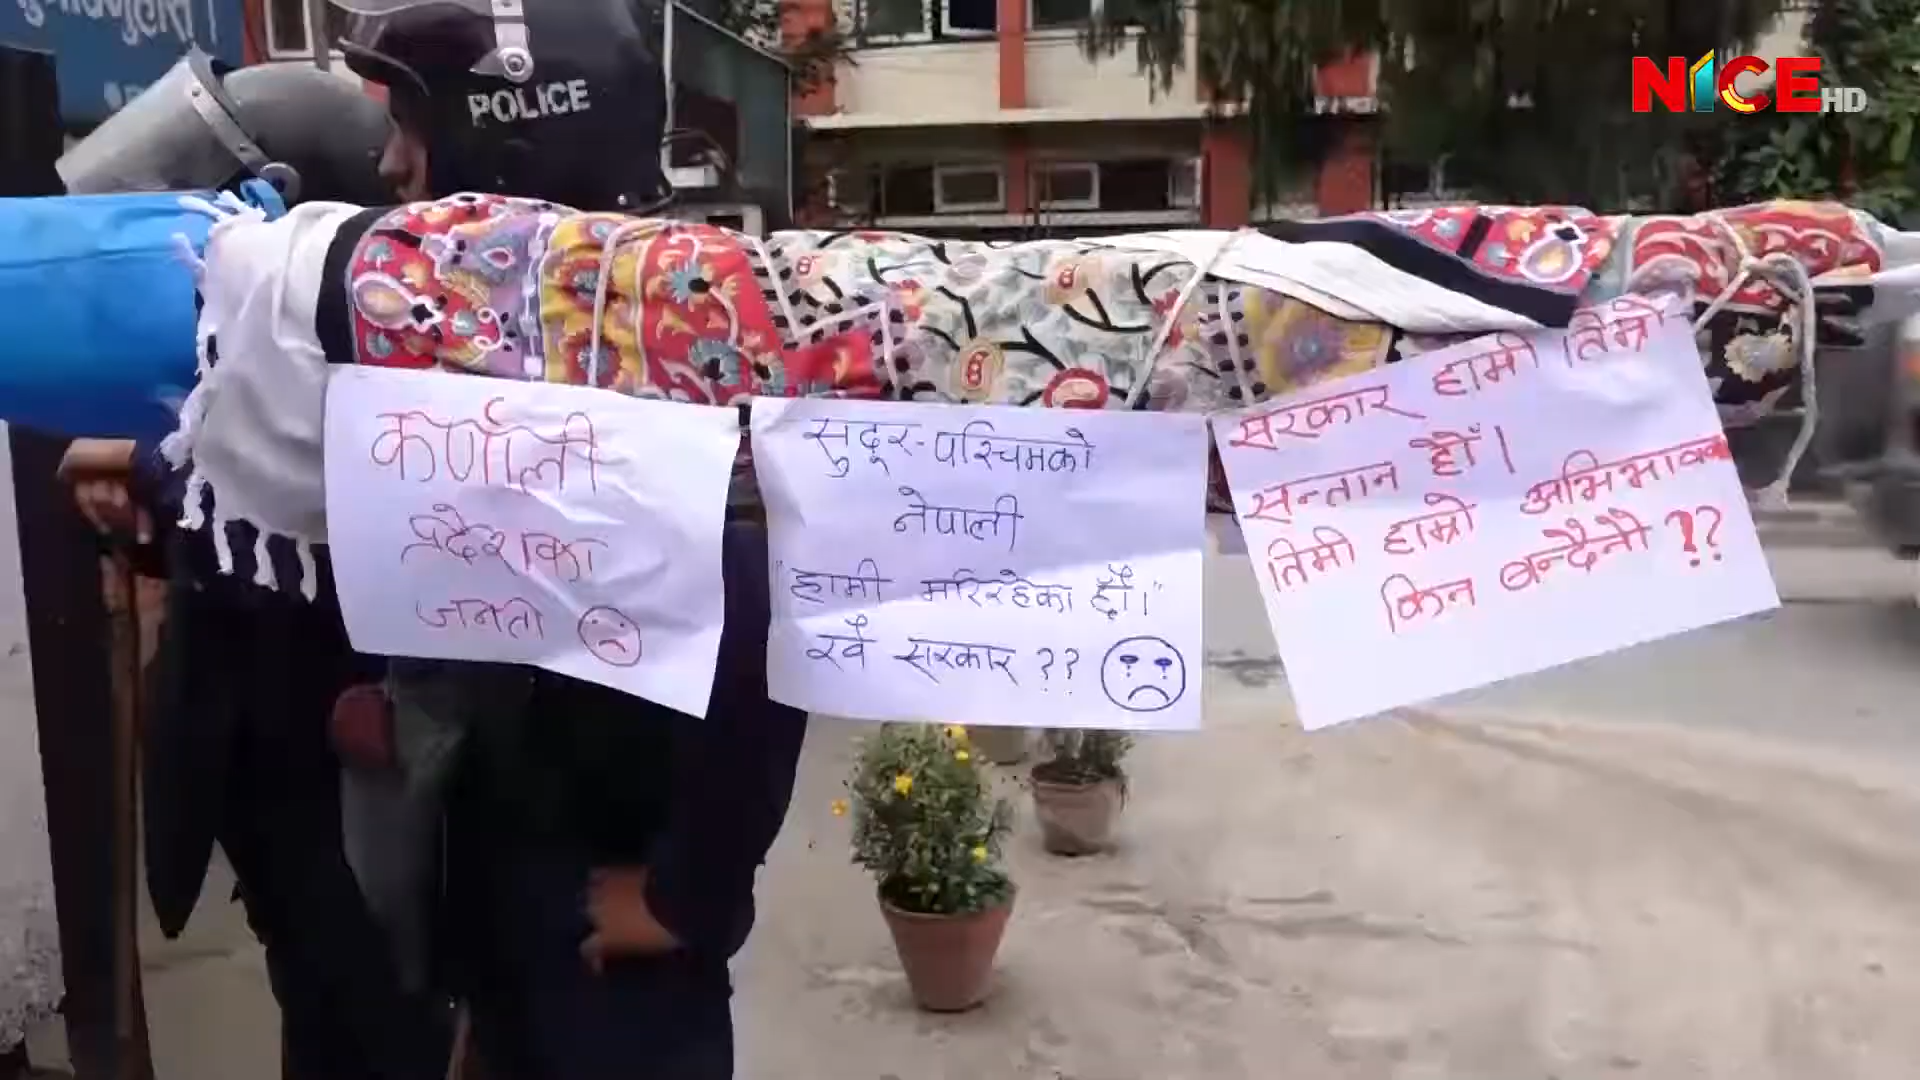 POLICE
NICE HD
कर्णाली
प्रदेशका
जनता
सुदूर-पश्चिमको
नेपाली
"हामी मरिरहेका हौं।"
खै सरकार ??
सरकार हामी तिम्रो
सन्तान हौं।
तिमी हाम्रो अभिभावक
किन बन्दैनौ ??